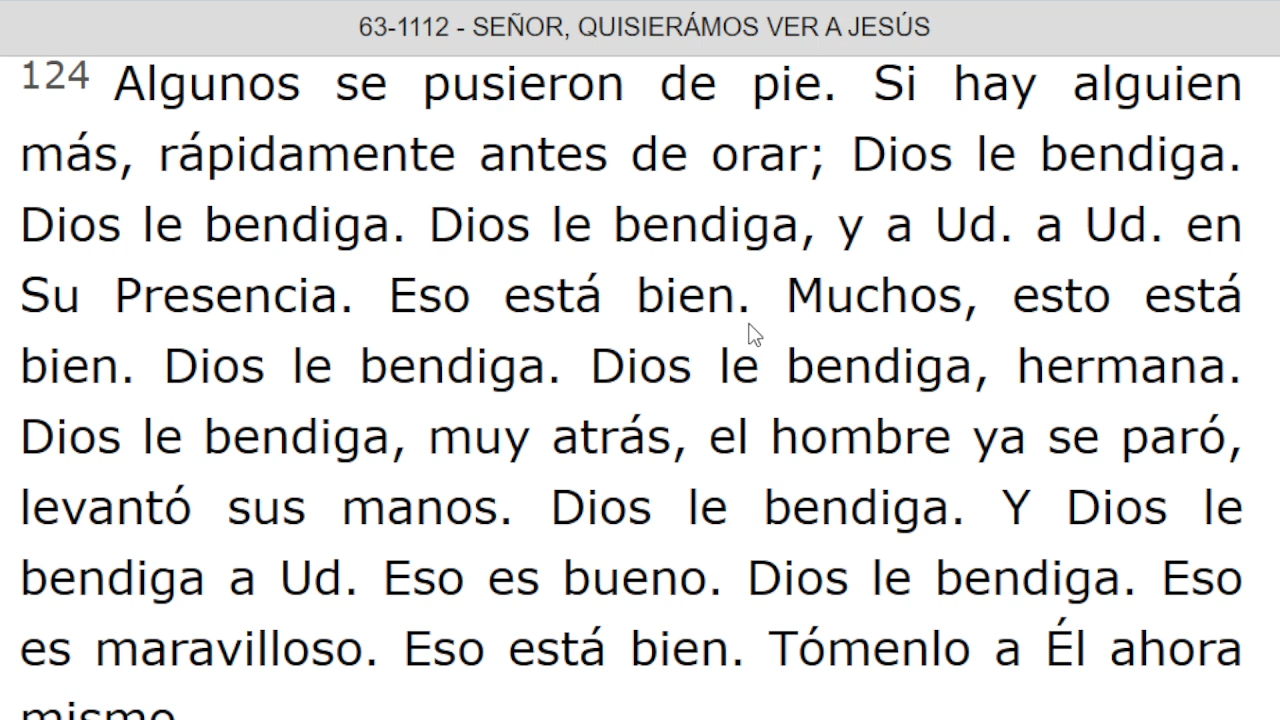 63-1112 - SEÑOR, QUISIERÁMOS VER A JESÚS
124 Algunos se pusieron de pie. Si hay alguien
más, rápidamente antes de orar; Dios le bendiga.
Dios le bendiga. Dios le bendiga, y a Ud. a Ud. en
Su Presencia. Eso está bien. Muchos, esto está
bien. Dios le bendiga. Dios le bendiga, hermana.
Dios le bendiga, muy atrás, el hombre ya se paró,
levantó sus manos. Dios le bendiga. Y Dios le
bendiga a Ud. Eso es bueno. Dios le bendiga. Eso
es maravilloso. Eso está bien. Tómenlo a Él ahora
mismo